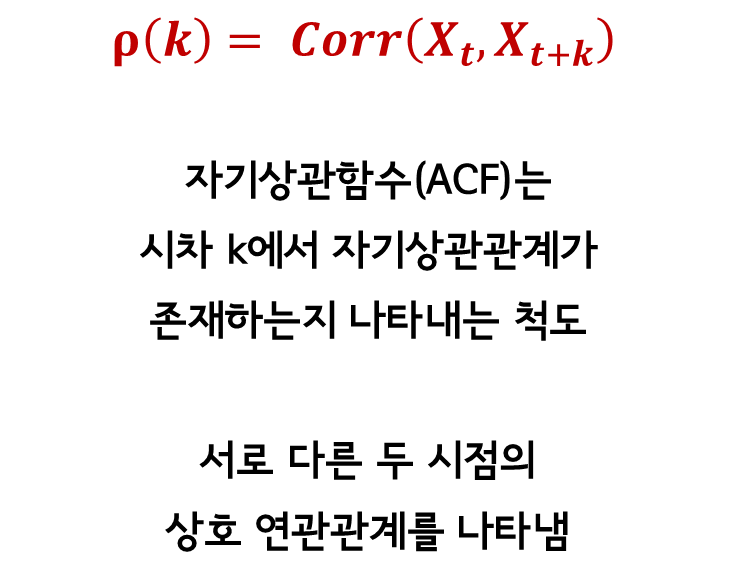 ρ(k) = Corr(X_t, X_{t+k})
자기상관함수(ACF)는
시차 k에서 자기상관관계가
존재하는지 나타내는 척도
서로 다른 두 시점의
상호 연관관계를 나타냄